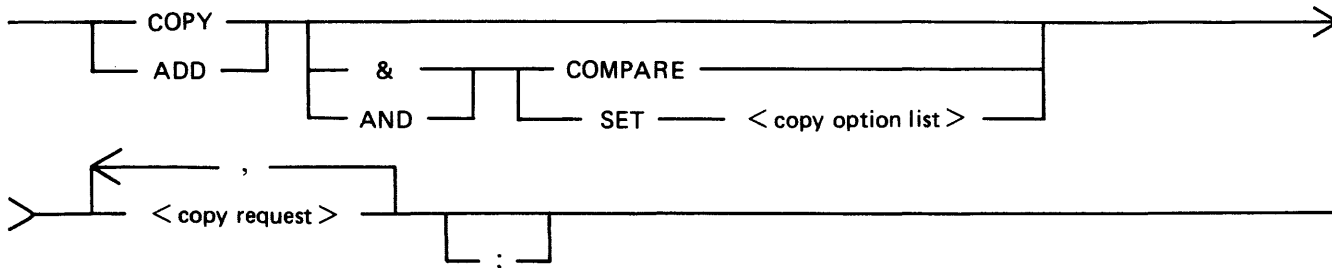 COPY
ADD
&
AND
COMPARE
SET <copy option list>
,
<copy request>
;